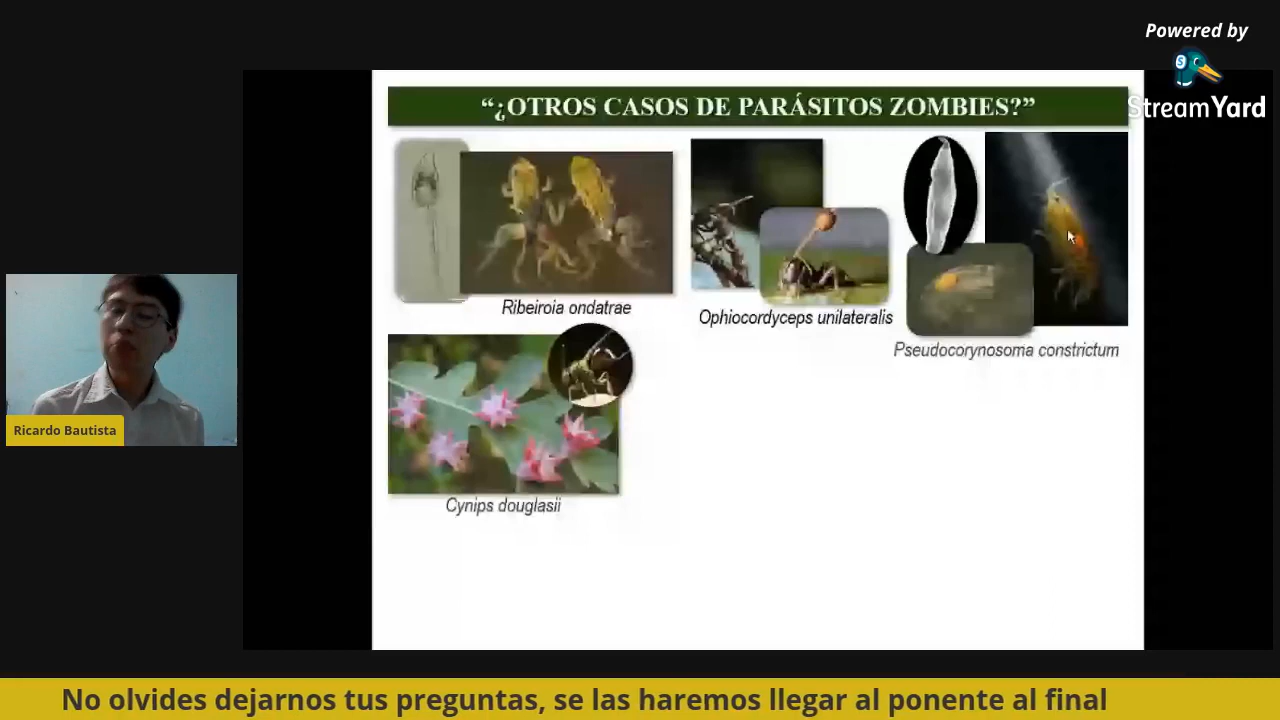 Powered by
StreamYard
“¿OTROS CASOS DE PARÁSITOS ZOMBIES?”
Ribeiroia ondatrae
Ophiocordyceps unilateralis
Pseudocorynosoma constrictum
Ricardo Bautista
Cynips douglasii
No olvides dejarnos tus preguntas, se las haremos llegar al ponente al final